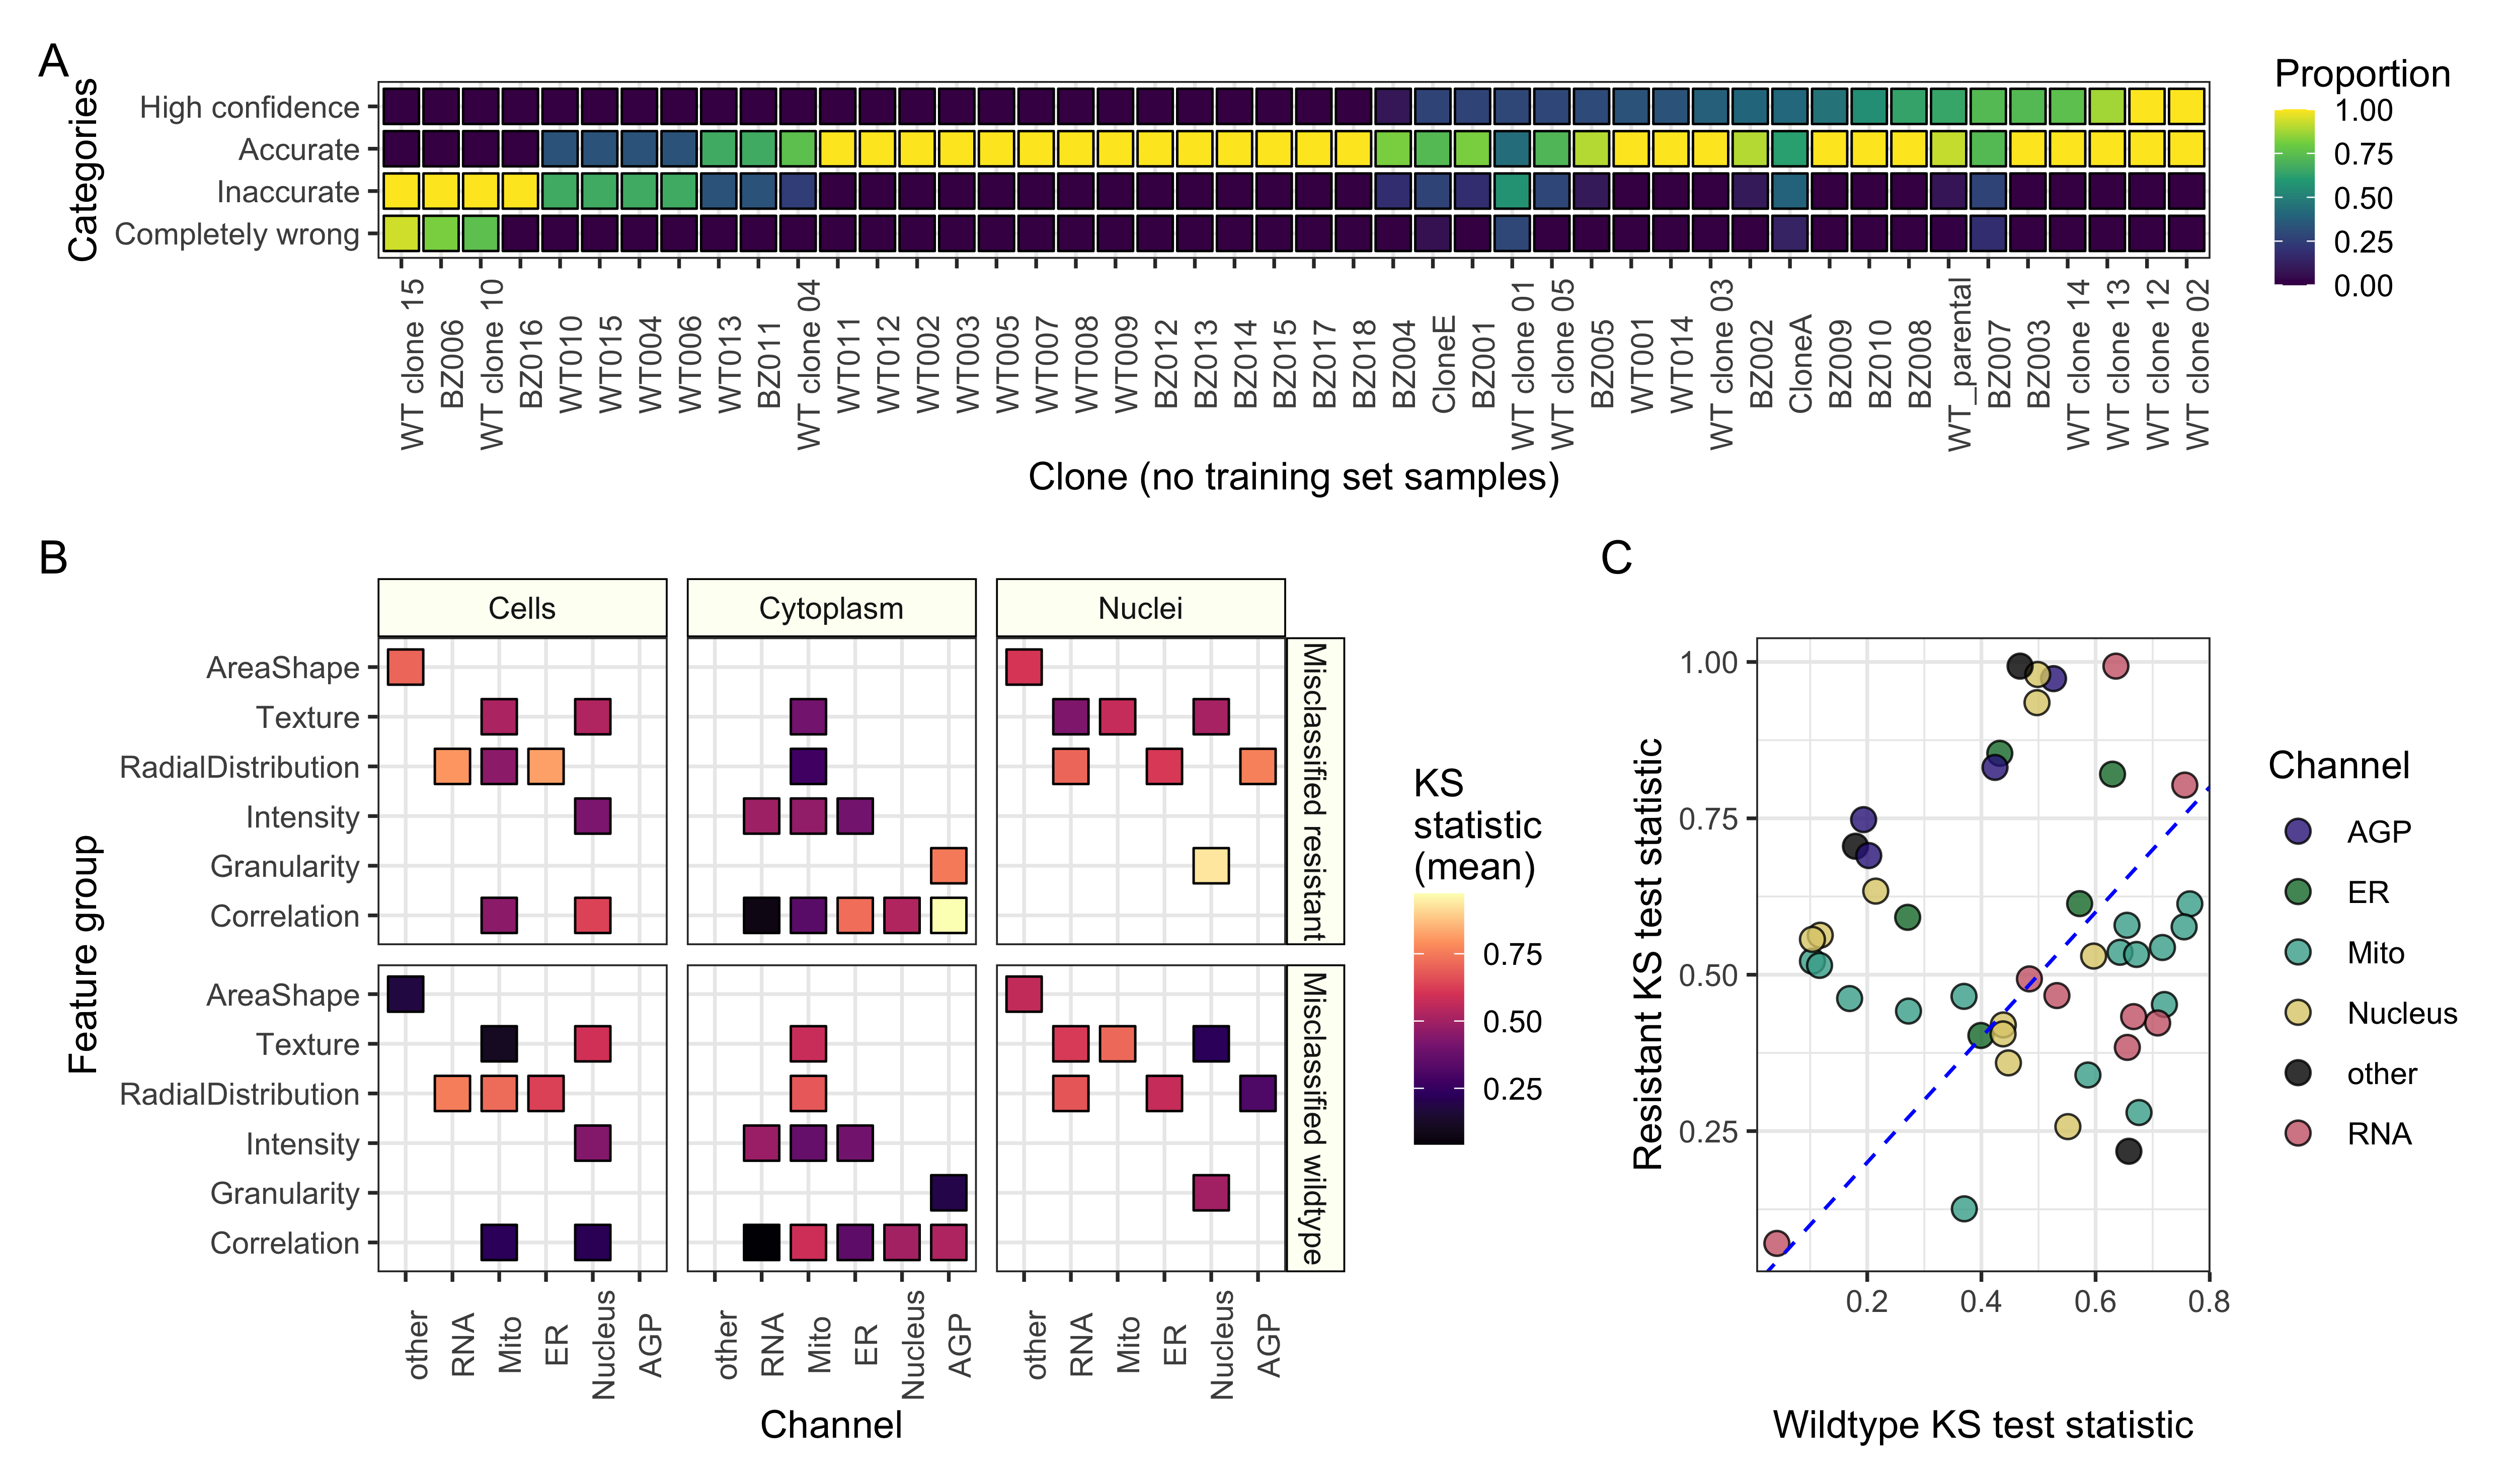 A
Categories
High confidence
Accurate
Inaccurate
Completely wrong
WT clone 15
BZ006
WT clone 10
BZ016
WT010
WT015
WT004
WT006
WT013
BZ011
WT clone 04
WT011
WT012
WT002
WT003
WT005
WT007
WT008
WT009
BZ012
BZ013
BZ014
BZ015
BZ017
BZ018
BZ004
CloneE
BZ001
WT clone 01
WT clone 05
BZ005
WT001
WT014
WT clone 03
BZ002
CloneA
BZ009
BZ010
BZ008
WT_parental
BZ007
BZ003
WT clone 14
WT clone 13
WT clone 12
WT clone 02
Clone (no training set samples)
Proportion
1.00
0.75
0.50
0.25
0.00
B
Cells
Cytoplasm
Nuclei
Feature group
AreaShape
Texture
RadialDistribution
Intensity
Granularity
Correlation
Misclassified resistant
AreaShape
Texture
RadialDistribution
Intensity
Granularity
Correlation
Misclassified wildtype
other
RNA
Mito
ER
Nucleus
AGP
other
RNA
Mito
ER
Nucleus
AGP
other
RNA
Mito
ER
Nucleus
AGP
Channel
KS
statistic
(mean)
0.75
0.50
0.25
C
Resistant KS test statistic
1.00
0.75
0.50
0.25
0.2
0.4
0.6
0.8
Wildtype KS test statistic
Channel
AGP
ER
Mito
Nucleus
other
RNA